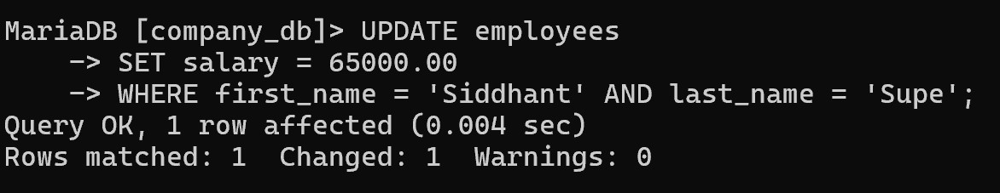 MariaDB [company_db]> UPDATE employees
    -> SET salary = 65000.00
    -> WHERE first_name = 'Siddhant' AND last_name = 'Supe';
Query OK, 1 row affected (0.004 sec)
Rows matched: 1  Changed: 1  Warnings: 0